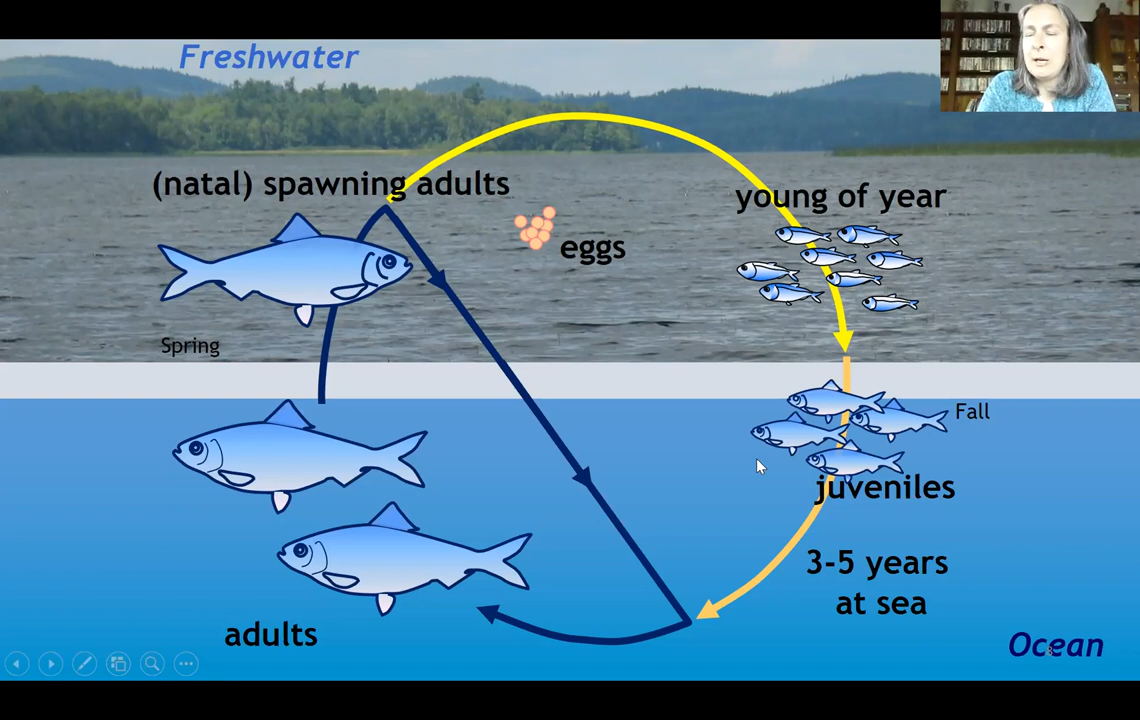 Freshwater
(natal) spawning adults
eggs
young of year
Spring
Fall
juveniles
3-5 years
at sea
adults
Ocean